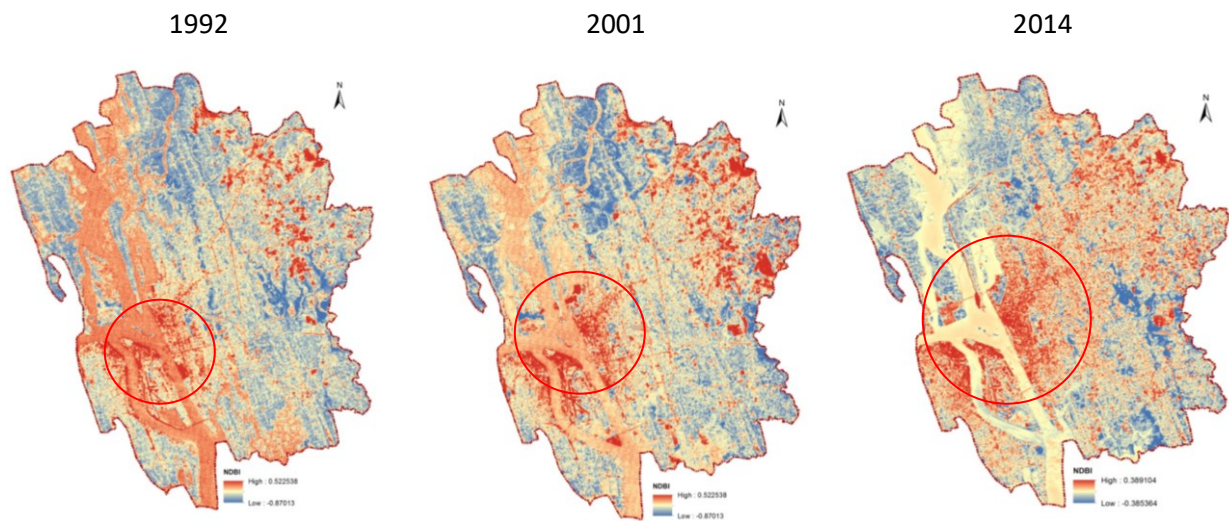 1992
2001
2014
N
N
N
NDBI
High : 0.522538
Low : -0.87013
NDBI
High : 0.522538
Low : -0.87013
NDBI
High : 0.389104
Low : -0.385364